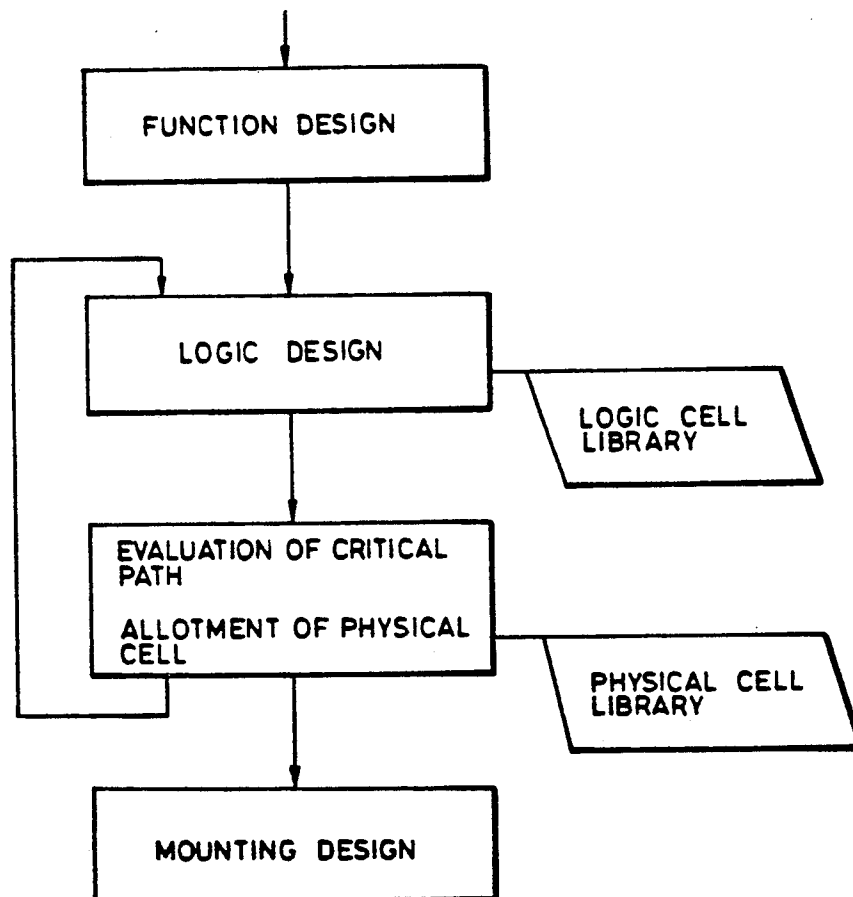 FUNCTION DESIGN
LOGIC DESIGN
LOGIC CELL
LIBRARY
EVALUATION OF CRITICAL
PATH
ALLOTMENT OF PHYSICAL
CELL
PHYSICAL CELL
LIBRARY
MOUNTING DESIGN